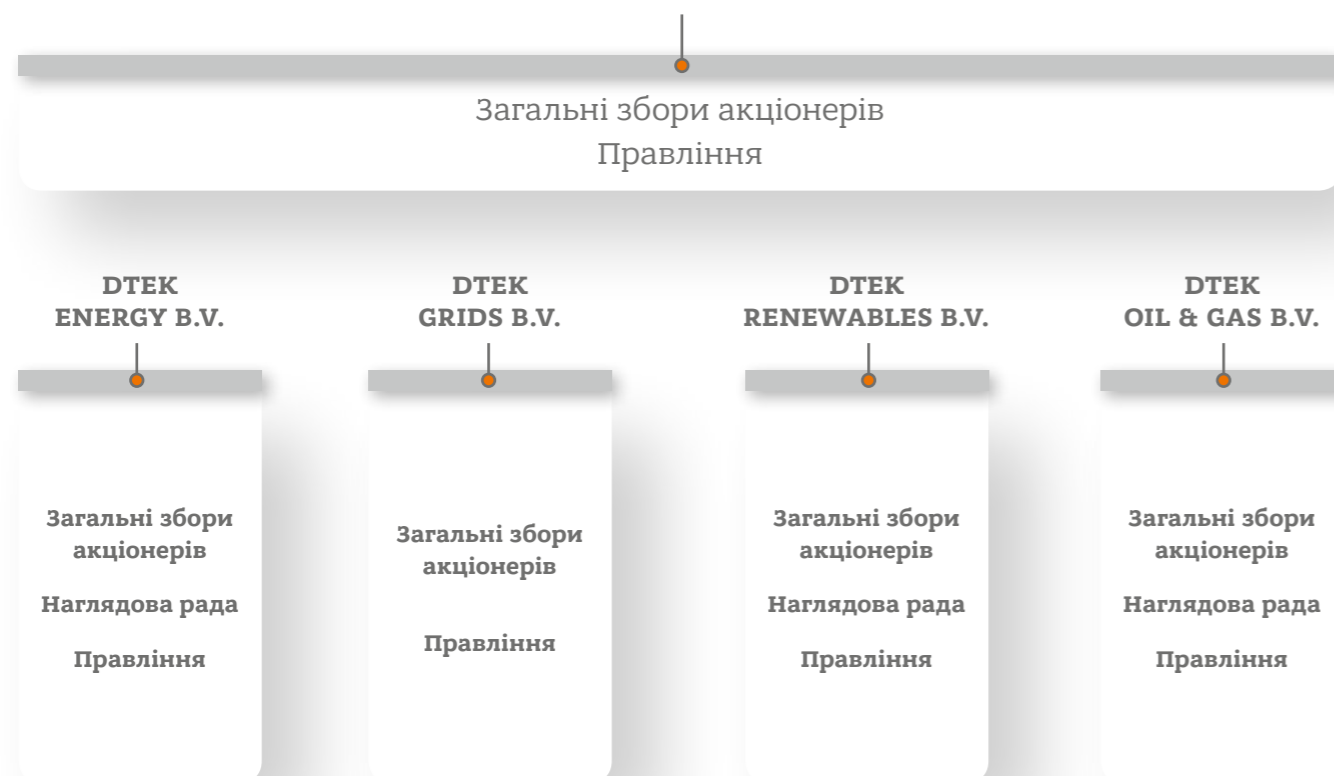 Загальні збори акціонерів
Правління
DTEK
ENERGY B.V.
Загальні збори
акціонерів
Наглядова рада
Правління
DTEK
GRIDS B.V.
Загальні збори
акціонерів
Правління
DTEK
RENEWABLES B.V.
Загальні збори
акціонерів
Наглядова рада
Правління
DTEK
OIL & GAS B.V.
Загальні збори
акціонерів
Наглядова рада
Правління